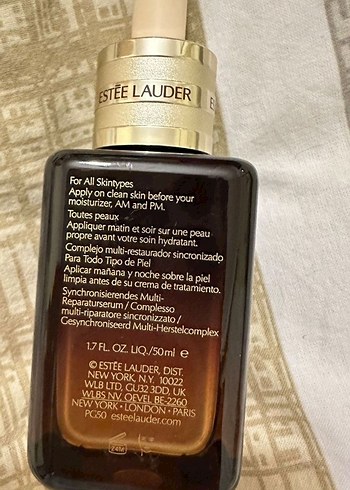 ESTĒE LAUDER E
For All Skintypes
Apply on clean skin before your
moisturizer, AM and PM.
Toutes peaux
Appliquer matin et soir sur une peau
propre avant votre soin hydratant.
Complejo multi-restaurador sincronizado
Para Todo Tipo de Piel
Aplicar mañana y noche sobre la piel
limpia antes de su crema de tratamiento.
Synchronisierendes Multi-
Reparaturserum / Complesso
multi-riparatore sincronizzato /
Gesynchroniseerd Multi-Herstelcomplex
1.7 FL. OZ. LIQ./50ml e
© ESTĒE LAUDER, DIST.
NEW YORK, N.Y. 10022
WLB LTD, GU32 3DD, UK
WLBS NV, OEVEL BE-2260
NEW YORK • LONDON • PARIS
PG50 esteelauder.com